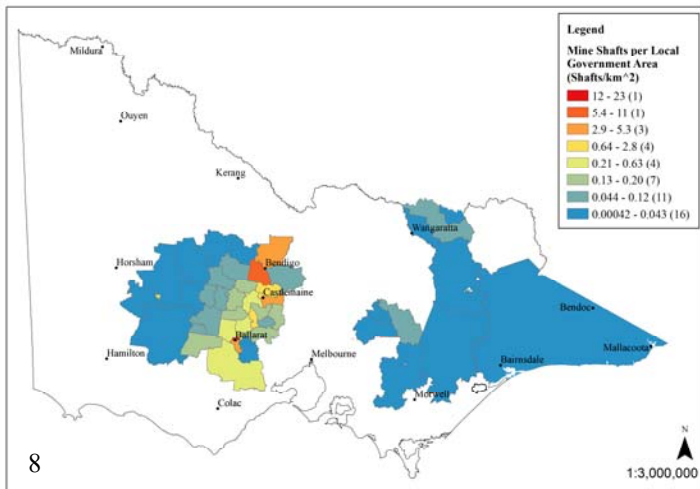 Legend
Mine Shafts per Local
Government Area
(Shafts/km^2)
12 - 23 (1)
5.4 - 11 (1)
2.9 - 5.3 (3)
0.64 - 2.8 (4)
0.21 - 0.63 (4)
0.13 - 0.20 (7)
0.044 - 0.12 (11)
0.00042 - 0.043 (16)
Mildura
Ouyen
Kerang
Wangaratta
Horsham
Bendigo
Castlemaine
Bendoc
Ballarat
Mallacoota
Hamilton
Melbourne
Bairnsdale
Morwell
Colac
8
N
1:3,000,000